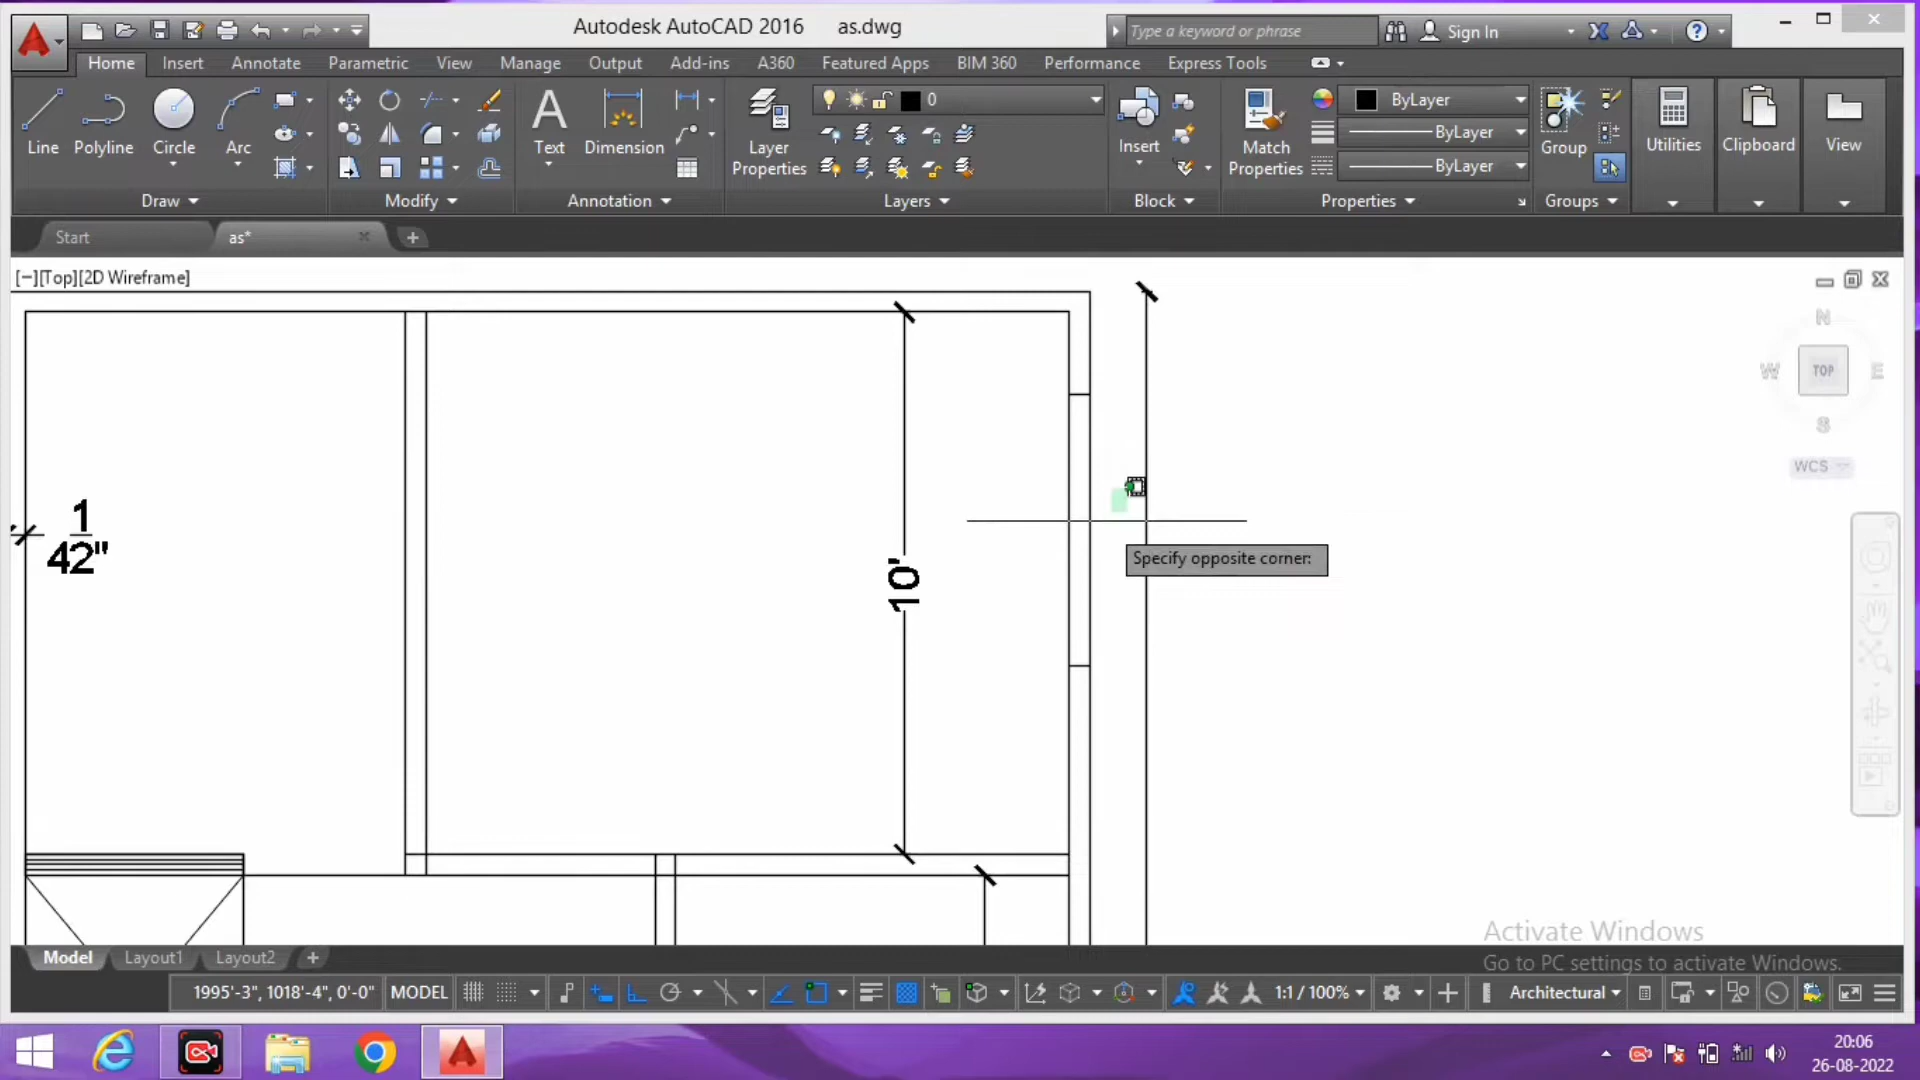 Autodesk AutoCAD 2016 as.dwg
Type a keyword or phrase
Sign In
Home Insert Annotate Parametric View Manage Output Add-ins A360 Featured Apps BIM 360 Performance Express Tools
0
ByLayer
ByLayer
ByLayer
Line Polyline Circle Arc
Text Dimension
Layer Properties
Insert
Match Properties
Group
Utilities Clipboard View
Draw Modify Annotation Layers Block Properties Groups
Start as*
[−][Top][2D Wireframe]
N
W TOP E
S
WCS
1
42"
10'
Specify opposite corner:
Activate Windows
Go to PC settings to activate Windows.
Model Layout1 Layout2
1995'-3", 1018'-4", 0'-0" MODEL 1:1 / 100% Architectural
20:06
26-08-2022